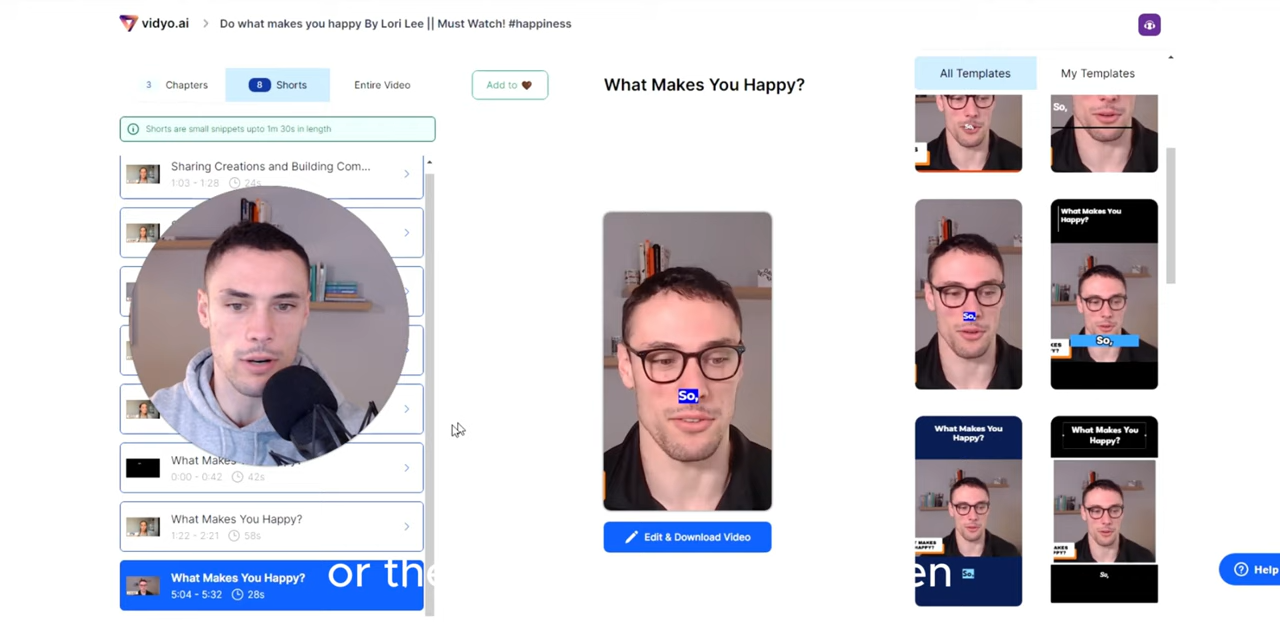 vidyo.ai > Do what makes you happy By Lori Lee || Must Watch! #happiness
3 Chapters
8 Shorts
Entire Video
Add to
Shorts are small snippets upto 1m 30s in length
Sharing Creations and Building Com...
1:03 - 1:28 24s
What Makes
0:00 - 0:42 42s
What Makes You Happy?
1:22 - 2:21 58s
What Makes You Happy?
5:04 - 5:32 28s
What Makes You Happy?
So,
Edit & Download Video
All Templates
My Templates
So,
So,
So,
What Makes You
Happy?
So,
What Makes You
Happy?
MAKES
HAPPY?
So,
What Makes You
Happy?
So,
or the
en
Help